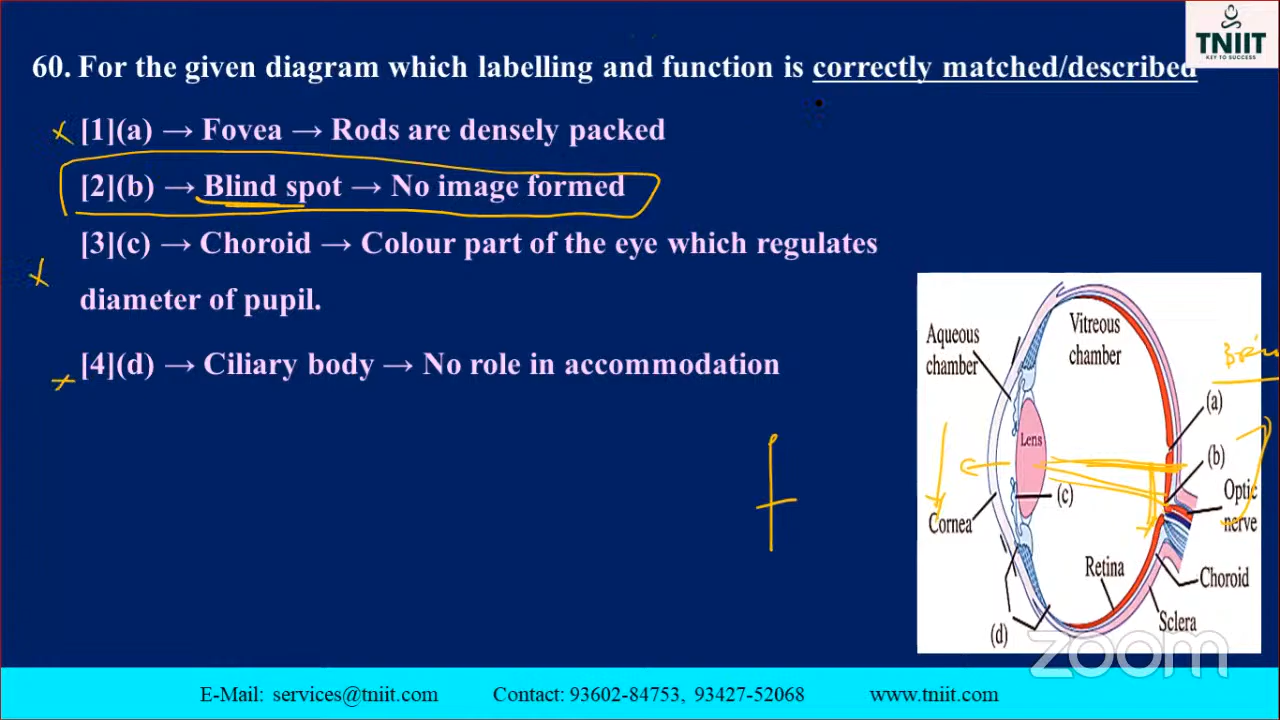 TNIIT
KEY TO SUCCESS
60. For the given diagram which labelling and function is correctly matched/described
[1](a) → Fovea → Rods are densely packed
[2](b) → Blind spot → No image formed
[3](c) → Choroid → Colour part of the eye which regulates
diameter of pupil.
[4](d) → Ciliary body → No role in accommodation
Aqueous
chamber
Vitreous
chamber
(a)
Lens
(b)
(c)
Optic
nerve
Cornea
Retina
Choroid
Sclera
(d)
zoom
E-Mail: services@tniit.com Contact: 93602-84753, 93427-52068 www.tniit.com